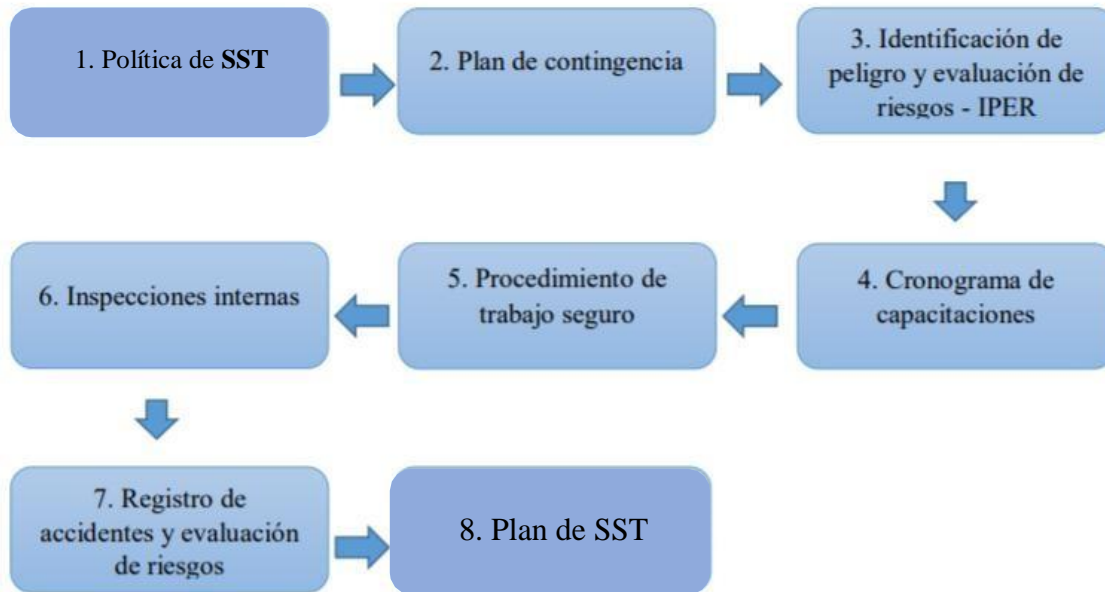 1. Política de SST
2. Plan de contingencia
3. Identificación de
peligro y evaluación de
riesgos - IPER
4. Cronograma de
capacitaciones
5. Procedimiento de
trabajo seguro
6. Inspecciones internas
7. Registro de
accidentes y evaluación
de riesgos
8. Plan de SST